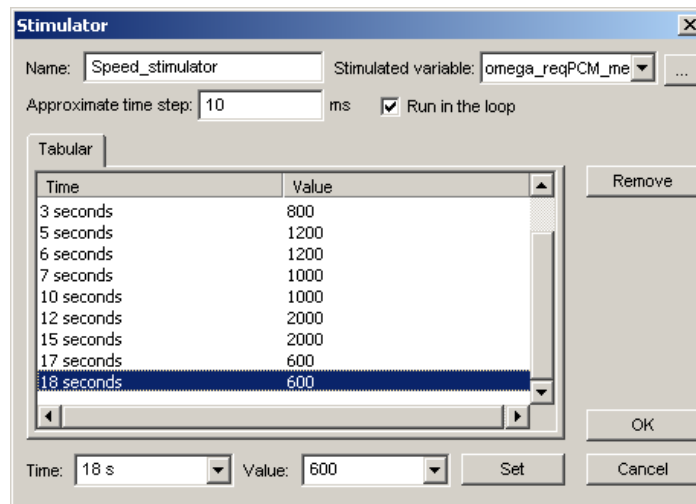 Stimulator
Name: Speed_stimulator Stimulated variable: omega_reqPCM_me ...
Approximate time step: 10 ms Run in the loop
Tabular
Time Value Remove
3 seconds 800
5 seconds 1200
6 seconds 1200
7 seconds 1000
10 seconds 1000
12 seconds 2000
15 seconds 2000
17 seconds 600
18 seconds 600
OK
Time: 18 s Value: 600 Set Cancel